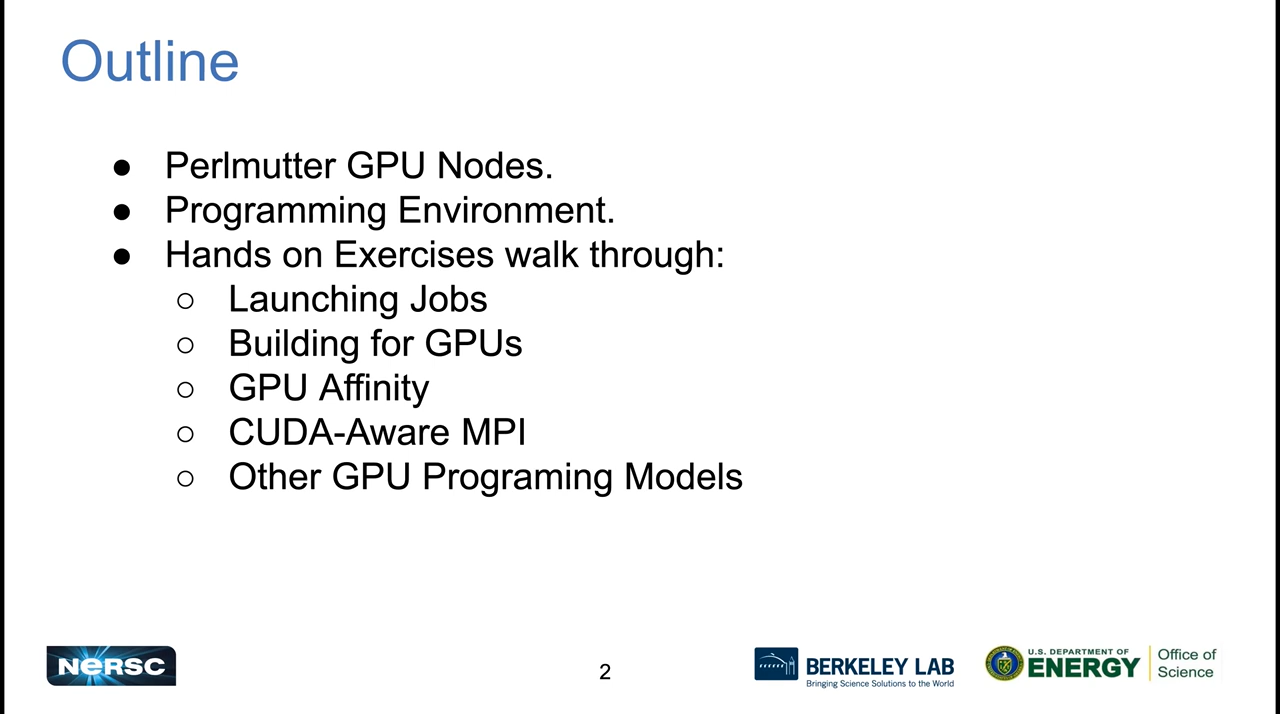 Outline
● Perlmutter GPU Nodes.
● Programming Environment.
● Hands on Exercises walk through:
○ Launching Jobs
○ Building for GPUs
○ GPU Affinity
○ CUDA-Aware MPI
○ Other GPU Programing Models
NERSC
2
BERKELEY LAB
Bringing Science Solutions to the World
U.S. DEPARTMENT OF
ENERGY
Office of
Science